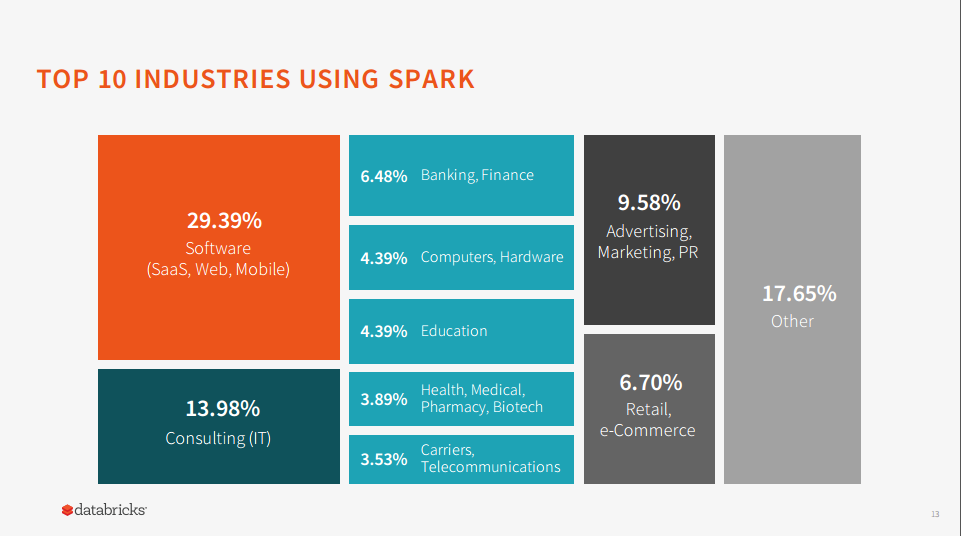 TOP 10 INDUSTRIES USING SPARK
29.39%
Software
(SaaS, Web, Mobile)
13.98%
Consulting (IT)
6.48% Banking, Finance
4.39% Computers, Hardware
4.39% Education
3.89% Health, Medical,
Pharmacy, Biotech
3.53% Carriers,
Telecommunications
9.58%
Advertising,
Marketing, PR
6.70%
Retail,
e-Commerce
17.65%
Other
databricks
13